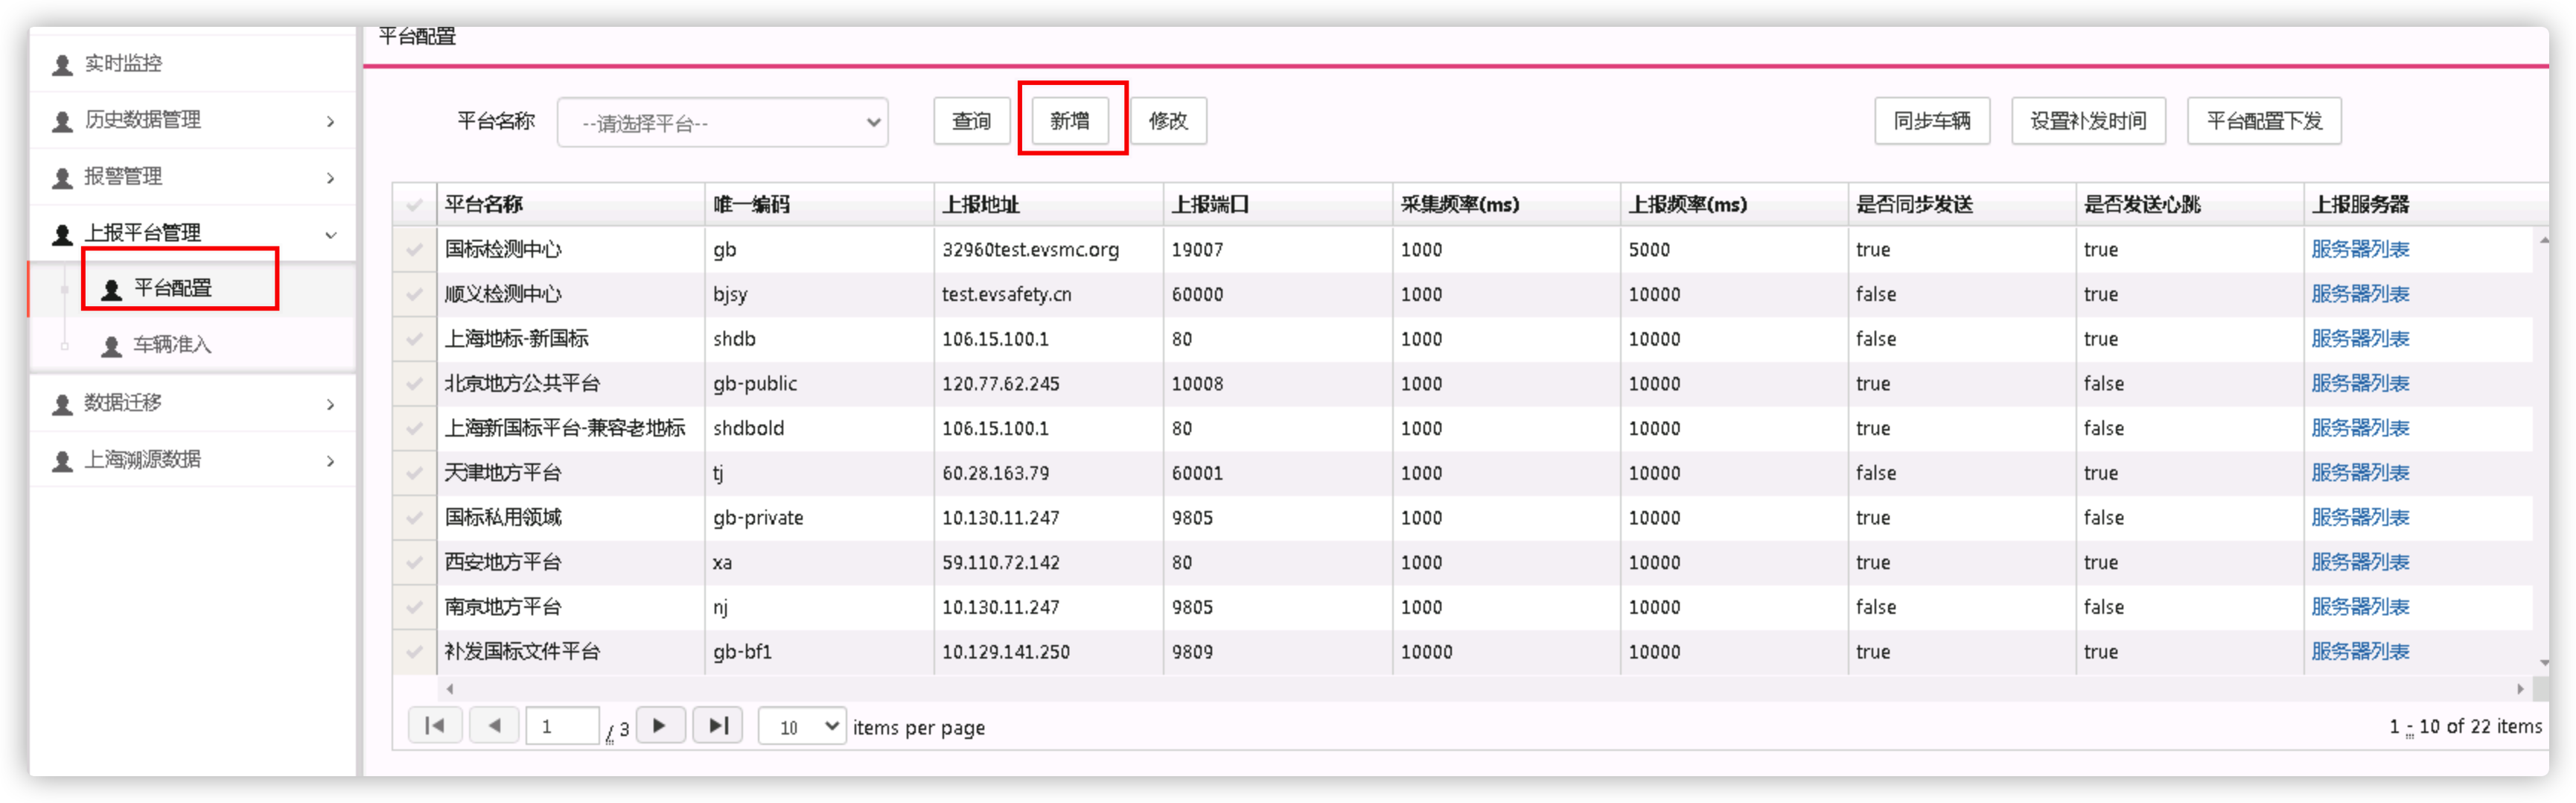 平台配置
实时监控
历史数据管理
报警管理
上报平台管理
平台配置
车辆准入
数据迁移
上海溯源数据
平台名称 --请选择平台-- 查询 新增 修改 同步车辆 设置补发时间 平台配置下发
平台名称 唯一编码 上报地址 上报端口 采集频率(ms) 上报频率(ms) 是否同步发送 是否发送心跳 上报服务器
国标检测中心 gb 32960test.evsmc.org 19007 1000 5000 true true 服务器列表
顺义检测中心 bjsy test.evsafety.cn 60000 1000 10000 false true 服务器列表
上海地标-新国标 shdb 106.15.100.1 80 1000 10000 false true 服务器列表
北京地方公共平台 gb-public 120.77.62.245 10008 1000 10000 true false 服务器列表
上海新国标平台-兼容老地标 shdbold 106.15.100.1 80 1000 10000 true false 服务器列表
天津地方平台 tj 60.28.163.79 60001 1000 10000 false true 服务器列表
国标私用领域 gb-private 10.130.11.247 9805 1000 10000 true false 服务器列表
西安地方平台 xa 59.110.72.142 80 1000 10000 true true 服务器列表
南京地方平台 nj 10.130.11.247 9805 1000 10000 false false 服务器列表
补发国标文件平台 gb-bf1 10.129.141.250 9809 10000 10000 true true 服务器列表
1 / 3 10 items per page 1 - 10 of 22 items